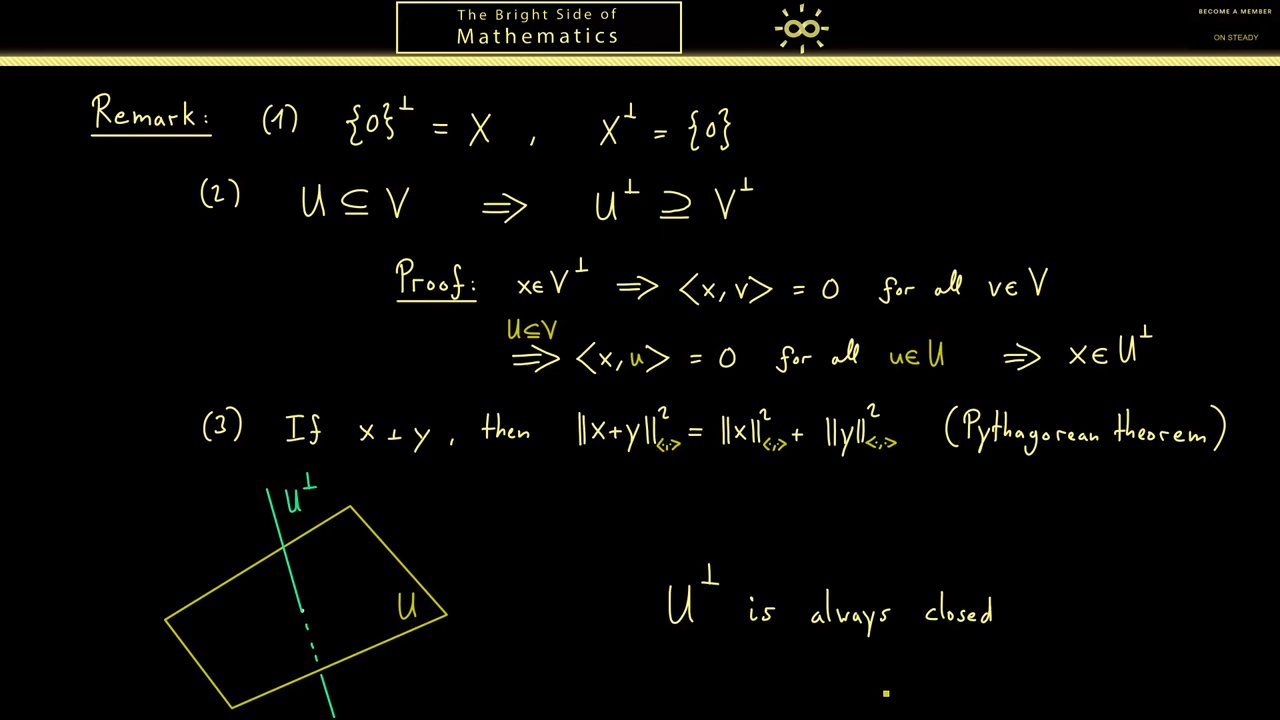 The Bright Side of
Mathematics
BECOME A MEMBER
ON STEADY
Remark: (1) {0}^⊥ = X , X^⊥ = {0}
(2) U ⊆ V ⟹ U^⊥ ⊇ V^⊥
Proof: x∈V^⊥ ⟹ <x,v> = 0 for all v∈V
U⊆V
⟹ <x,u> = 0 for all u∈U ⟹ x∈U^⊥
(3) If x ⊥ y , then ‖x+y‖²_<·,·> = ‖x‖²_<·,·> + ‖y‖²_<·,·> (Pythagorean theorem)
U^⊥
U
U^⊥ is always closed